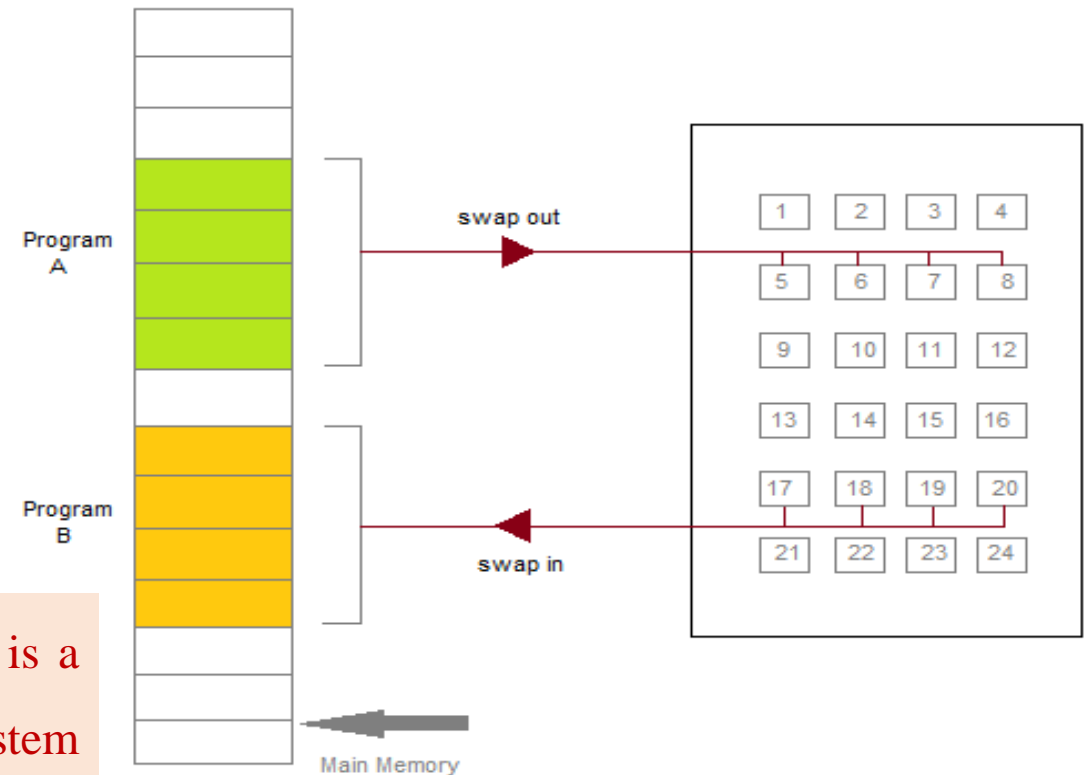 Program
A
swap out
1 2 3 4
5 6 7 8
9 10 11 12
13 14 15 16
17 18 19 20
21 22 23 24
Program
B
swap in
is a
stem
Main Memory